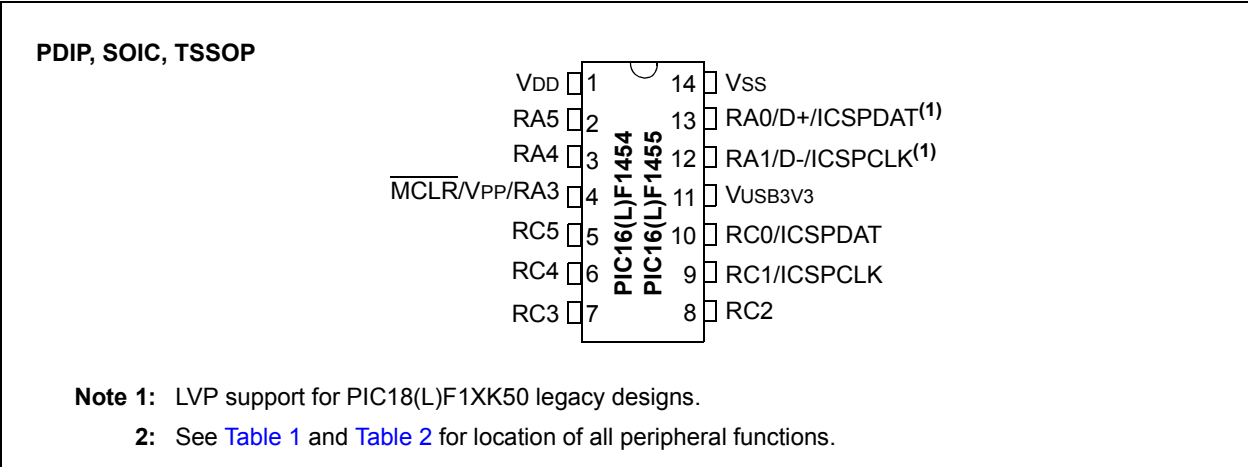 PDIP, SOIC, TSSOP
VDD 1 14 VSS
RA5 2 13 RA0/D+/ICSPDAT(1)
RA4 3 12 RA1/D-/ICSPCLK(1)
MCLR/VPP/RA3 4 11 VUSB3V3
RC5 5 10 RC0/ICSPDAT
RC4 6 9 RC1/ICSPCLK
RC3 7 8 RC2
PIC16(L)F1454
PIC16(L)F1455
Note 1: LVP support for PIC18(L)F1XK50 legacy designs.
2: See Table 1 and Table 2 for location of all peripheral functions.